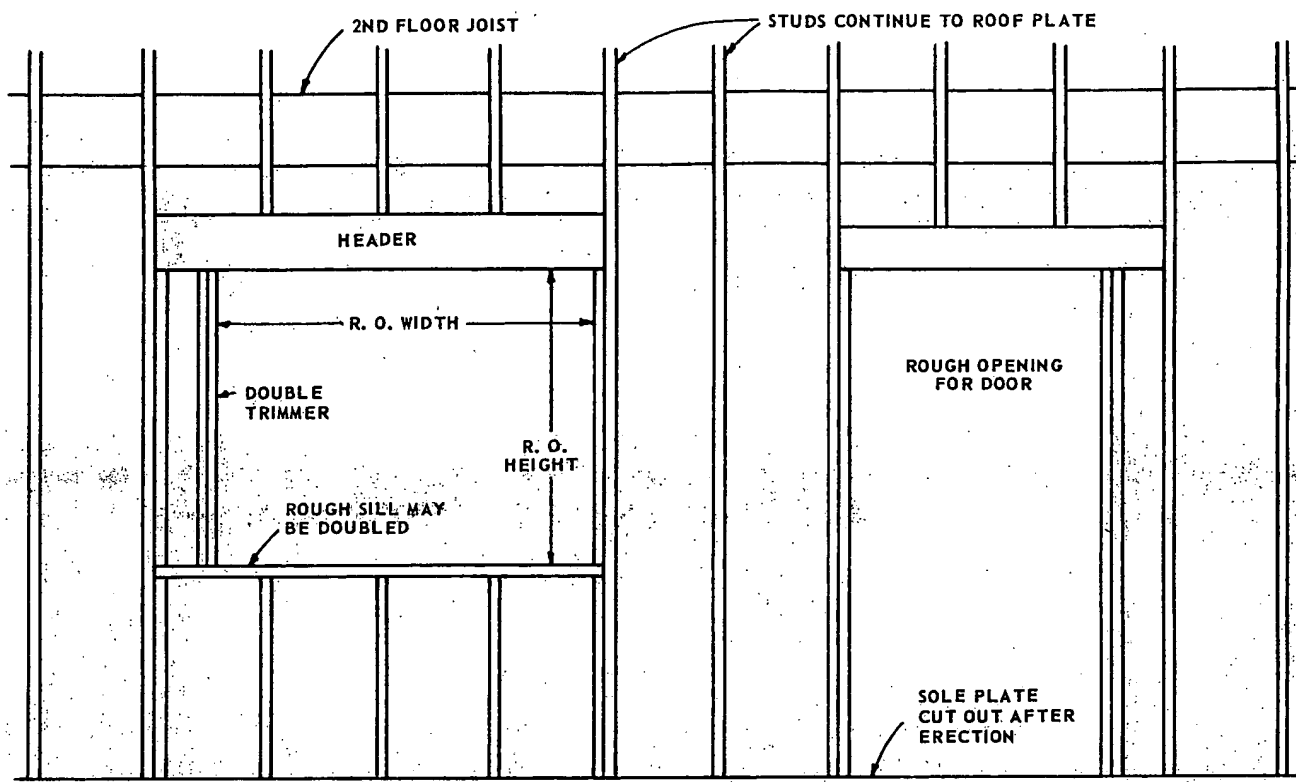 2ND FLOOR JOIST
STUDS CONTINUE TO ROOF PLATE
HEADER
R. O. WIDTH
DOUBLE
TRIMMER
R. O.
HEIGHT
ROUGH SILL MAY
BE DOUBLED
ROUGH OPENING
FOR DOOR
SOLE PLATE
CUT OUT AFTER
ERECTION